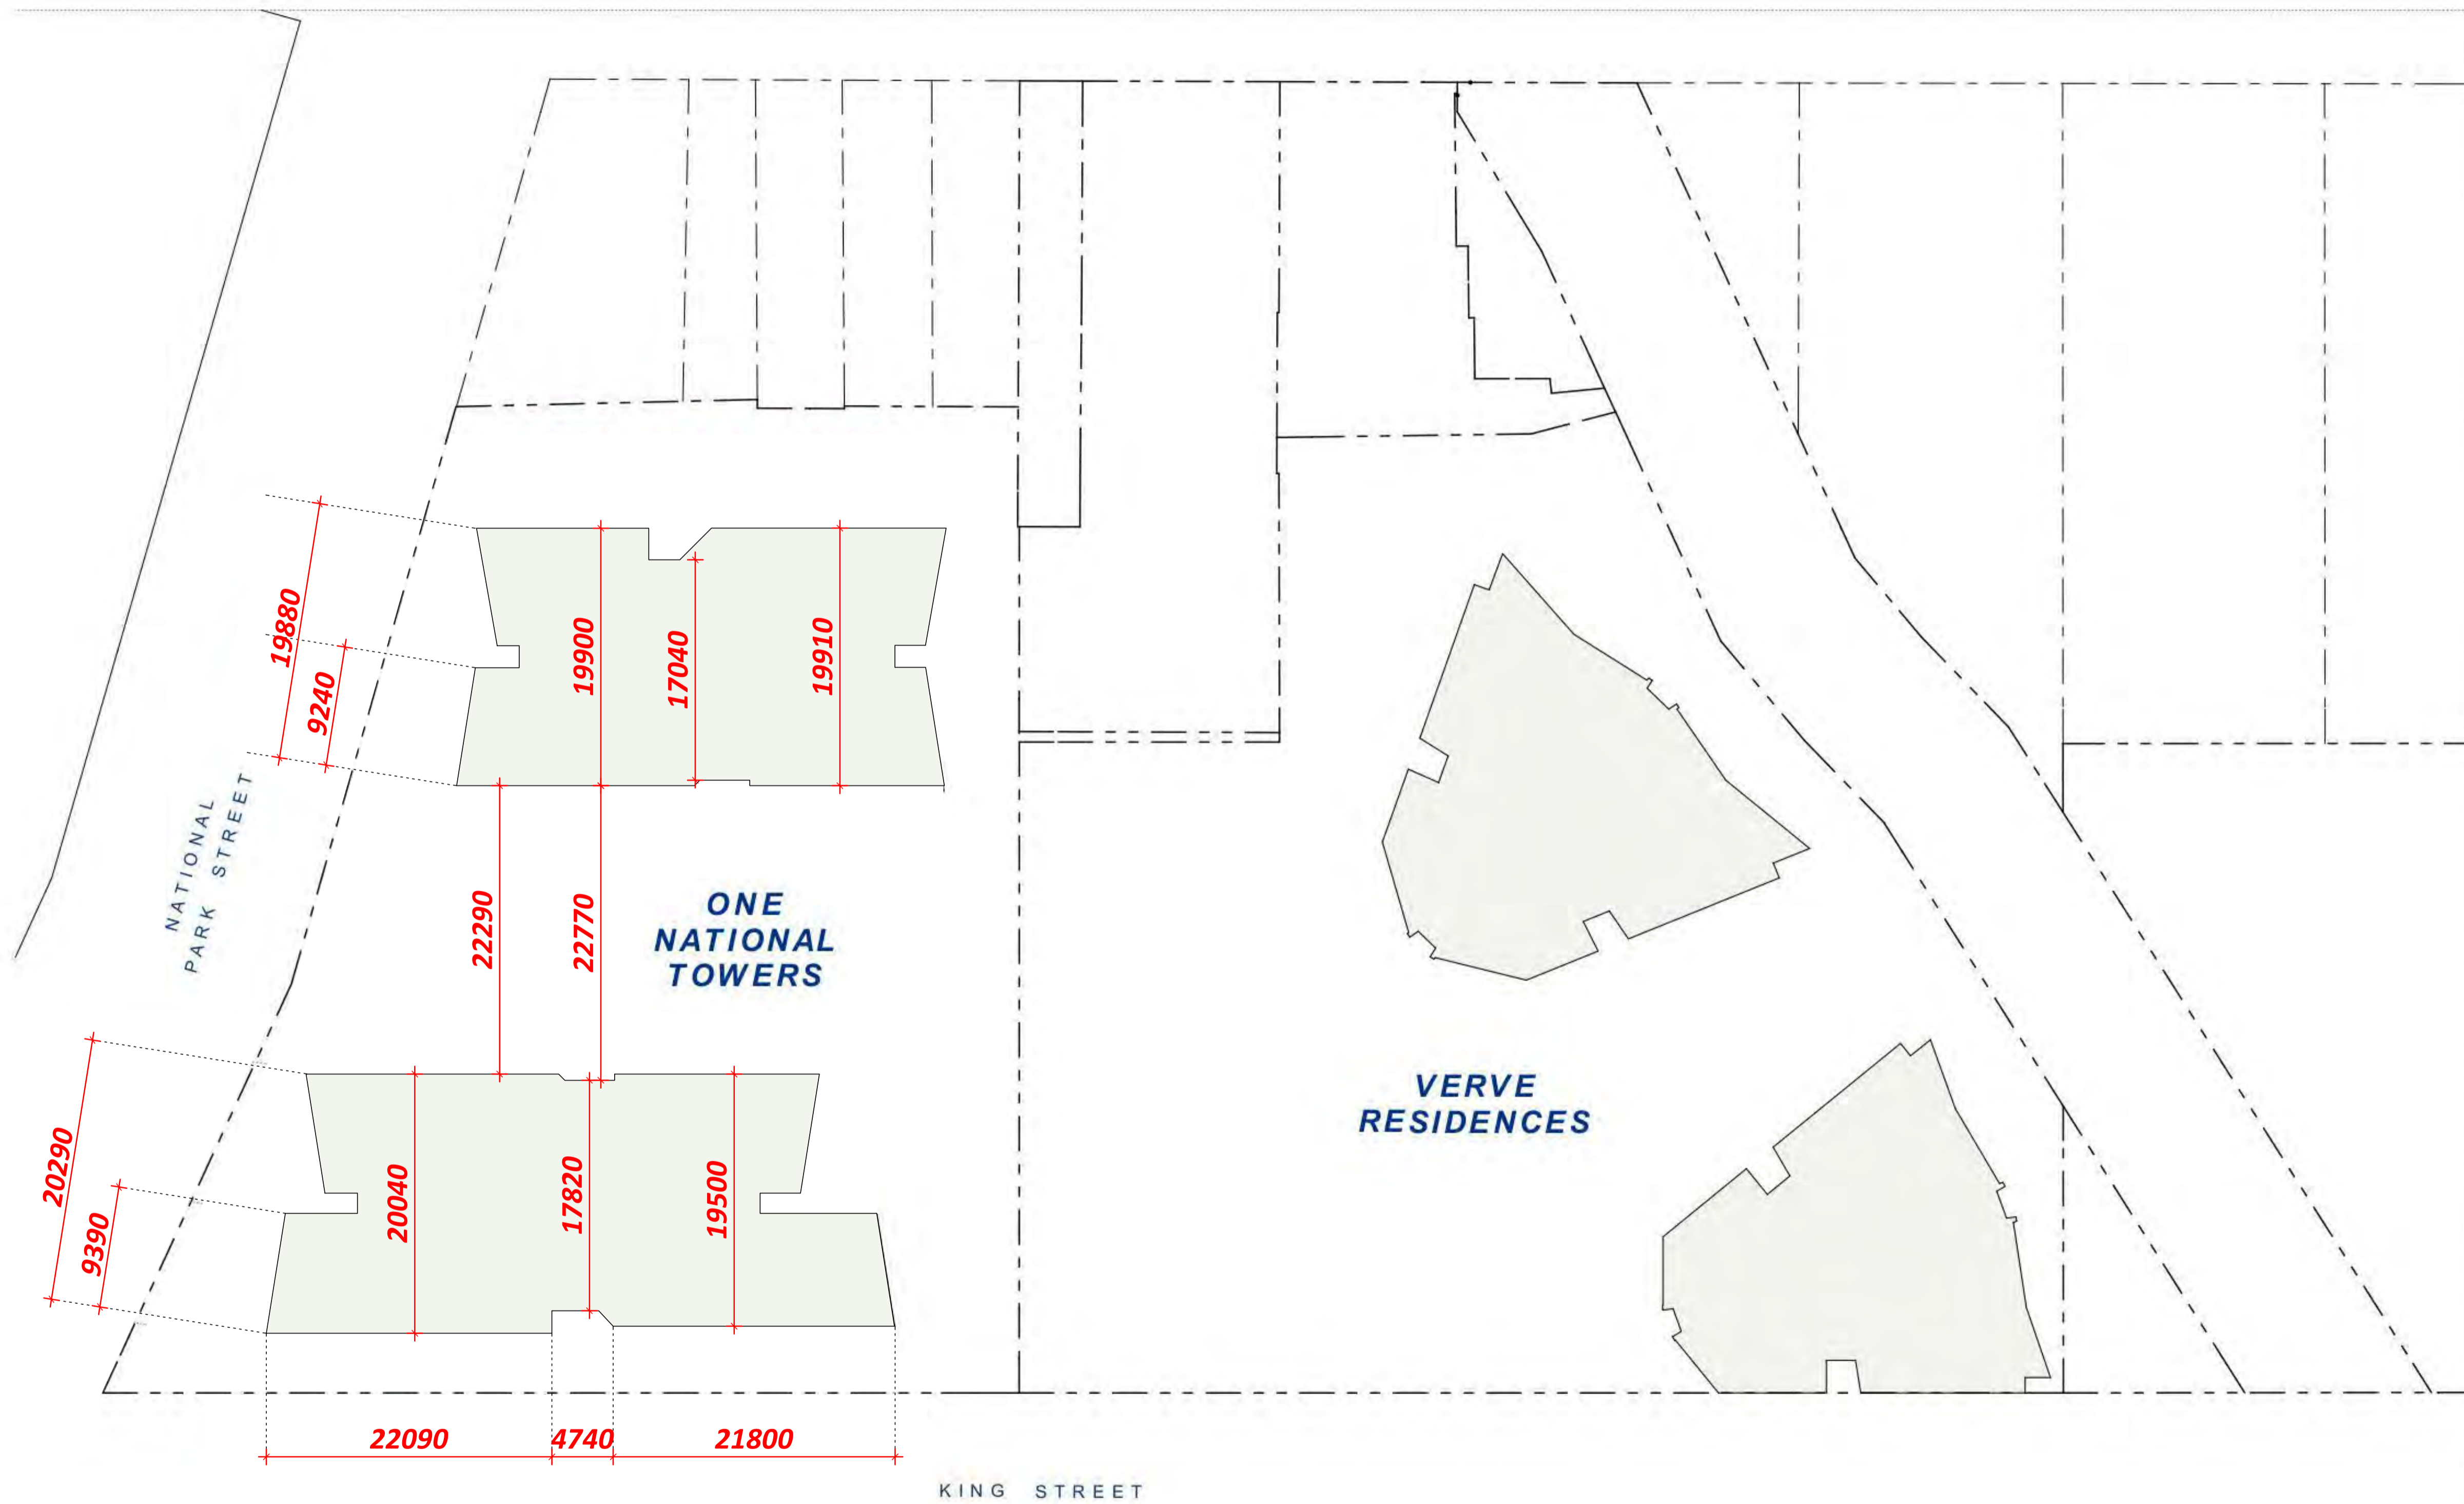 19880
9240
19900
17040
19910
NATIONAL
PARK STREET
22290
22770
ONE
NATIONAL
TOWERS
VERVE
RESIDENCES
20290
9390
20040
17820
19500
22090
4740
21800
KING STREET